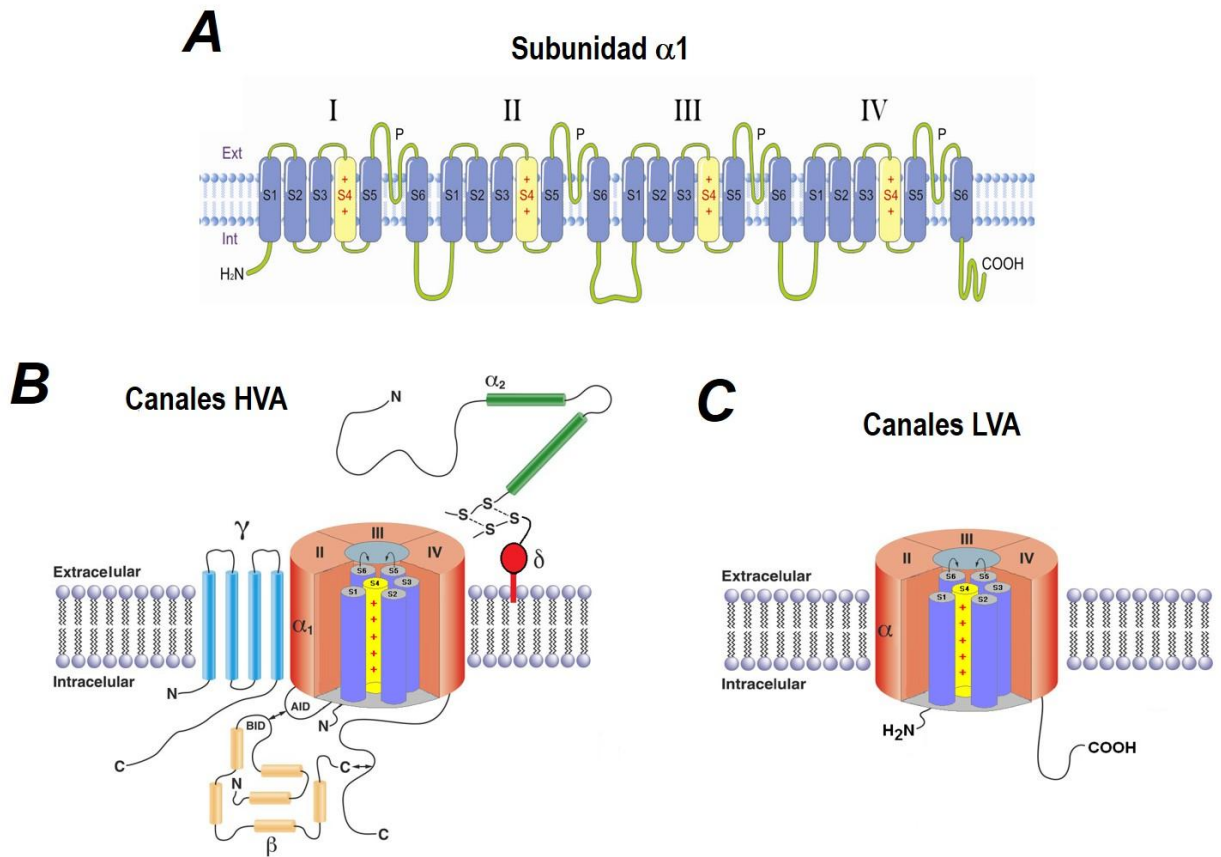 A
Subunidad α1
I II III IV
P P P P
Ext
S1 S2 S3 + S4 + S5 S6 S1 S2 S3 + S4 + S5 S6 S1 S2 S3 + S4 + S5 S6 S1 S2 S3 + S4 + S5 S6
Int
H₂N
COOH
B
Canales HVA
α₂
N
S
S S
S
γ
III
II IV
δ
S6 S5
S4 S3
S1 S2
Extracelular
α₁
+
+
+
+
+
Intracelular
N
AID
N
BID
C
N
C
C
β
C
Canales LVA
III
II IV
S6 S5
S4 S3
S1 S2
Extracelular
α
+
+
+
+
+
Intracelular
H₂N
COOH